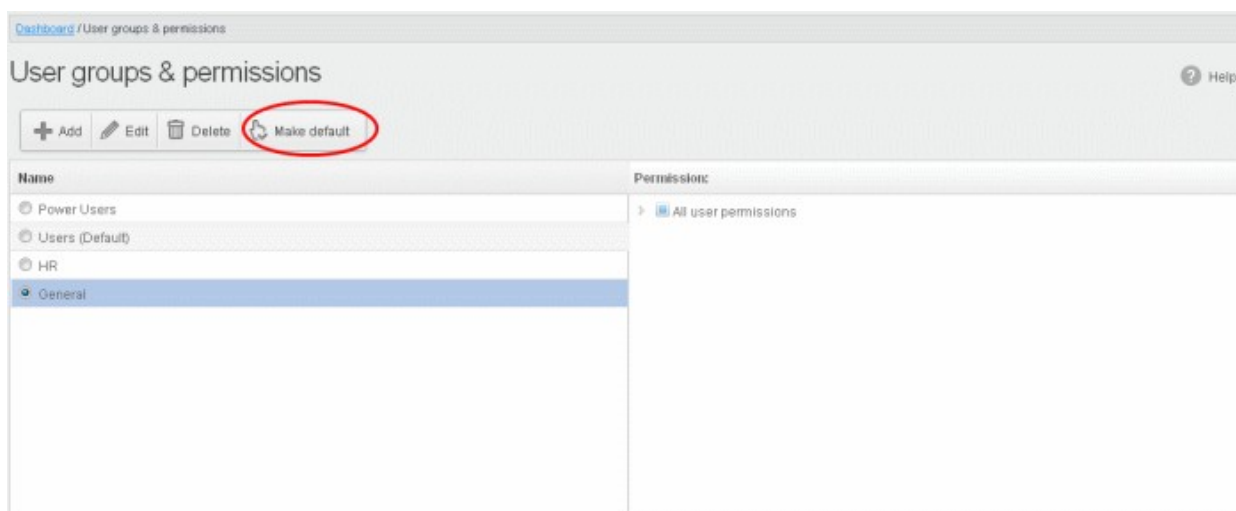 Dashboard / User groups & permissions
User groups & permissions
Help
Add Edit Delete Make default
Name Permission:
Power Users All user permissions
Users (Default)
HR
General